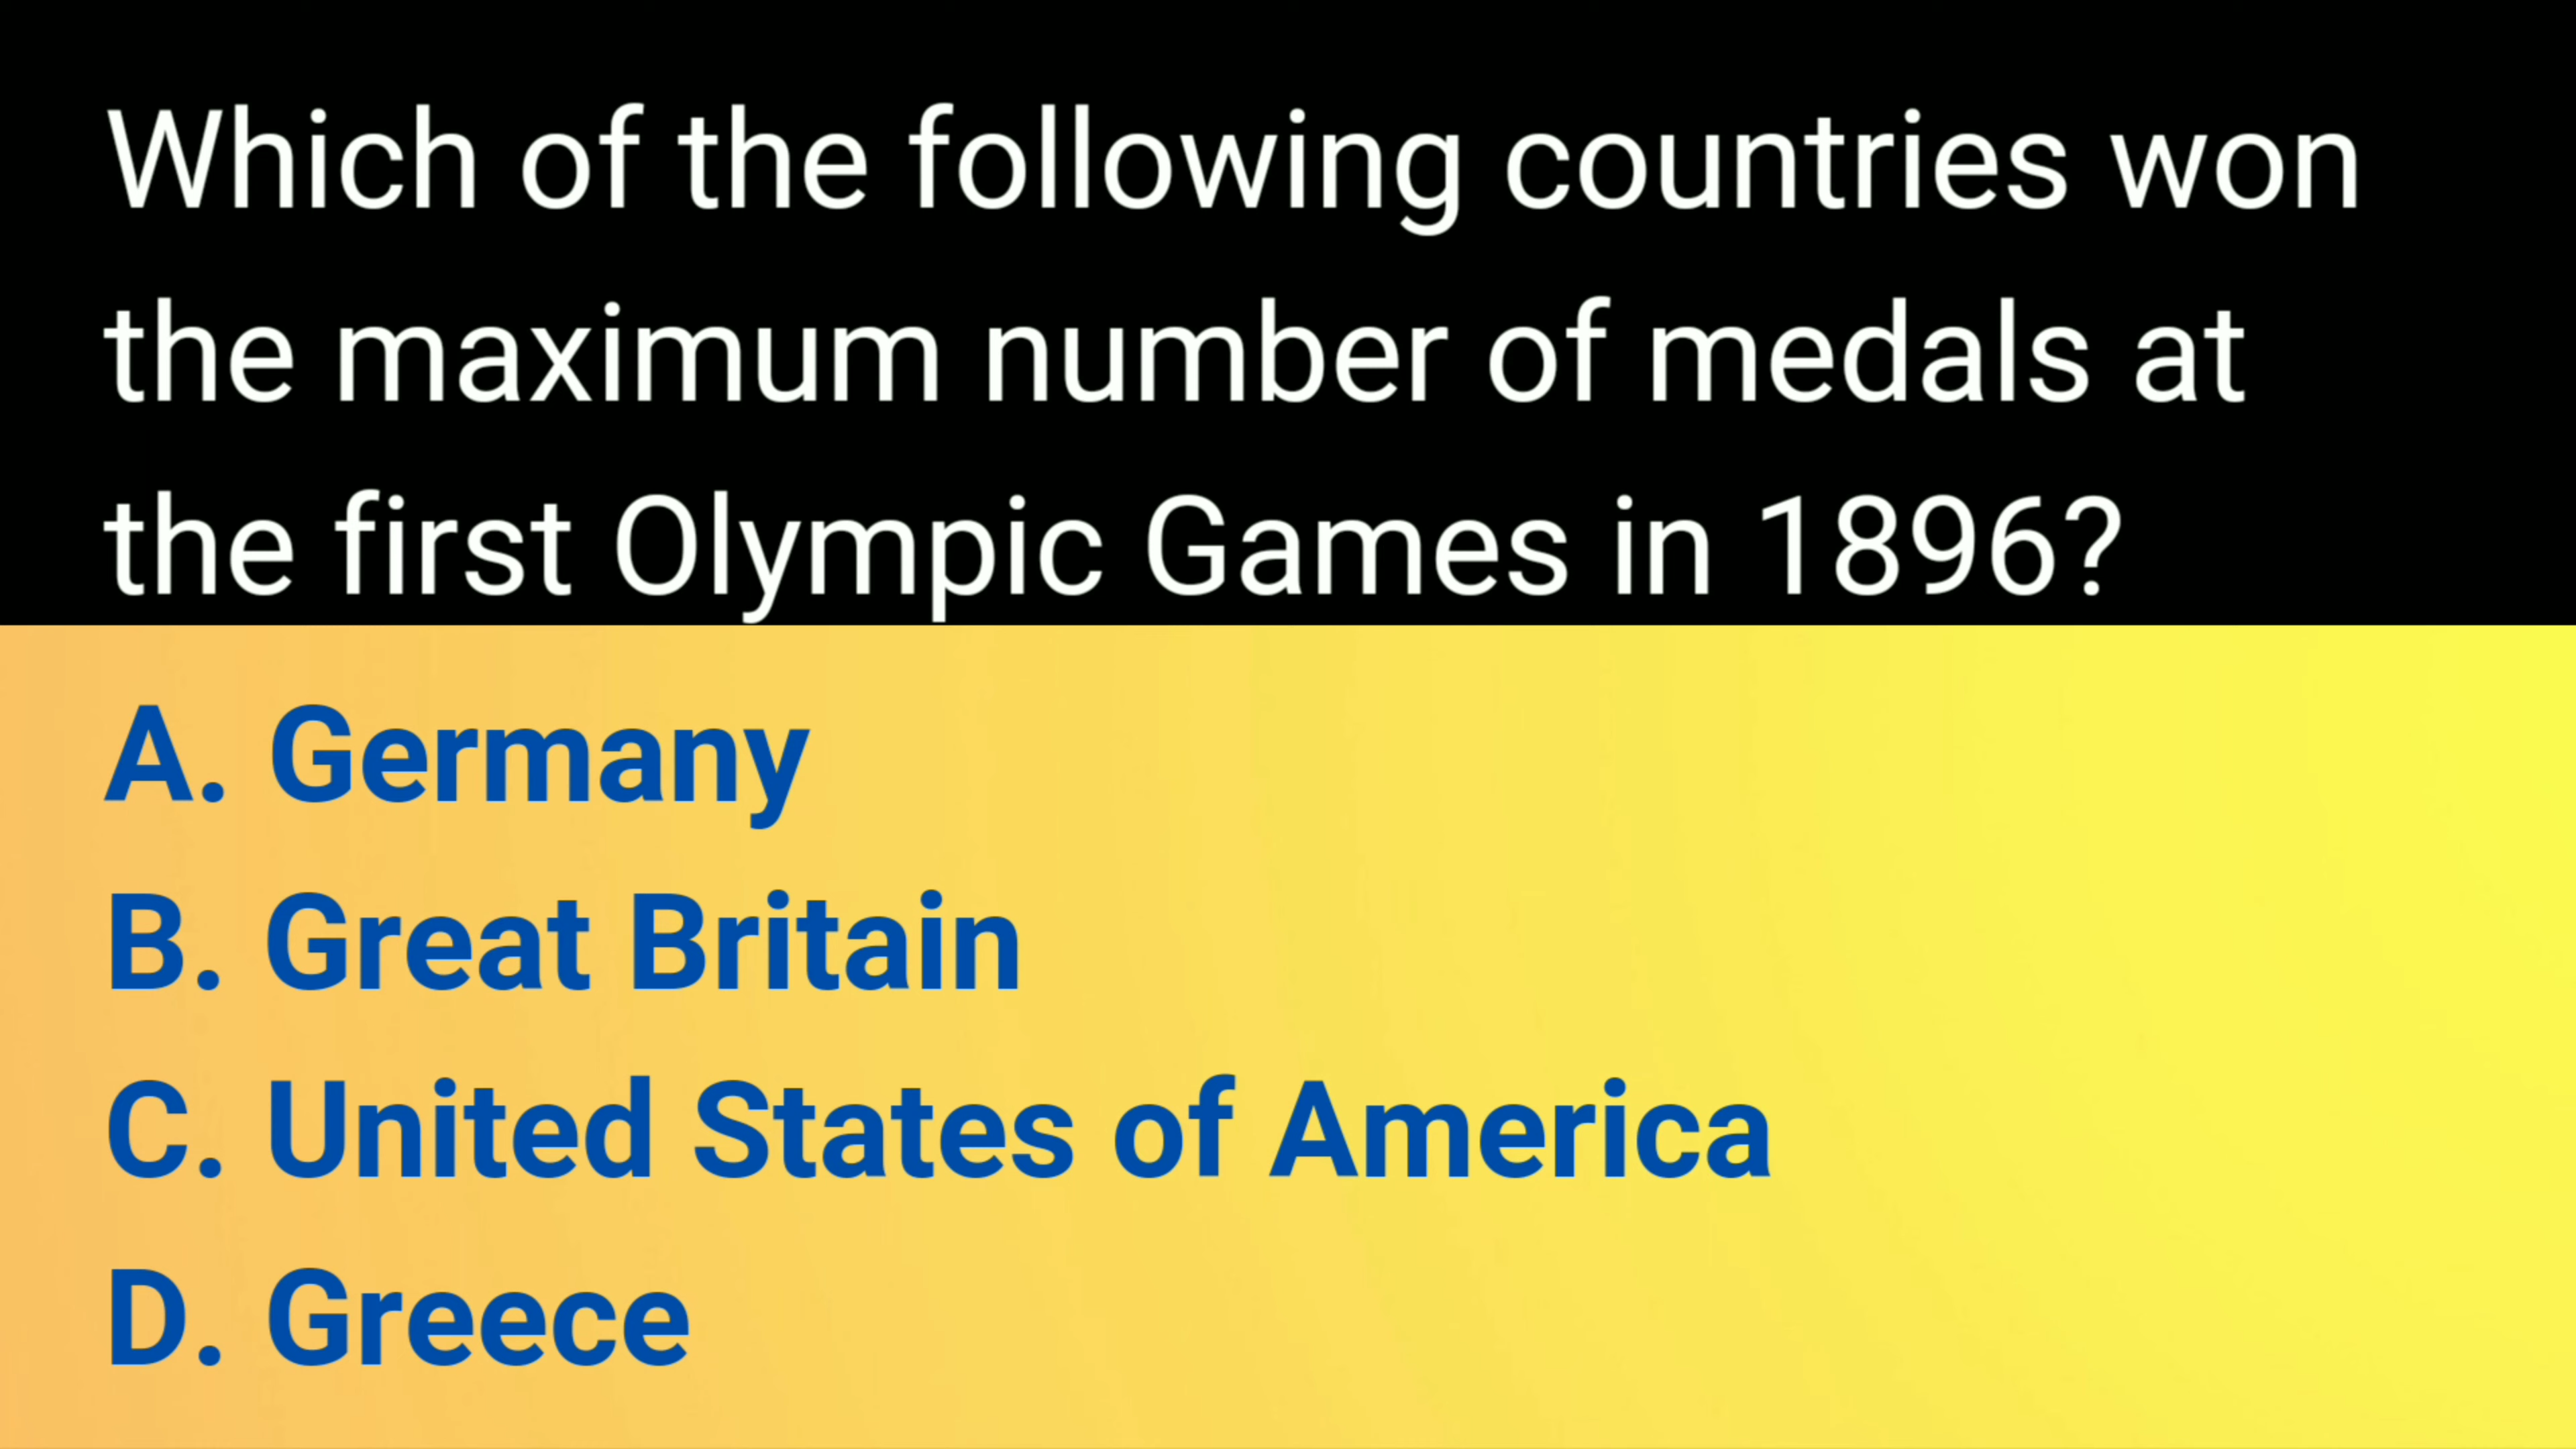 Which of the following countries won
the maximum number of medals at
the first Olympic Games in 1896?
A. Germany
B. Great Britain
C. United States of America
D. Greece